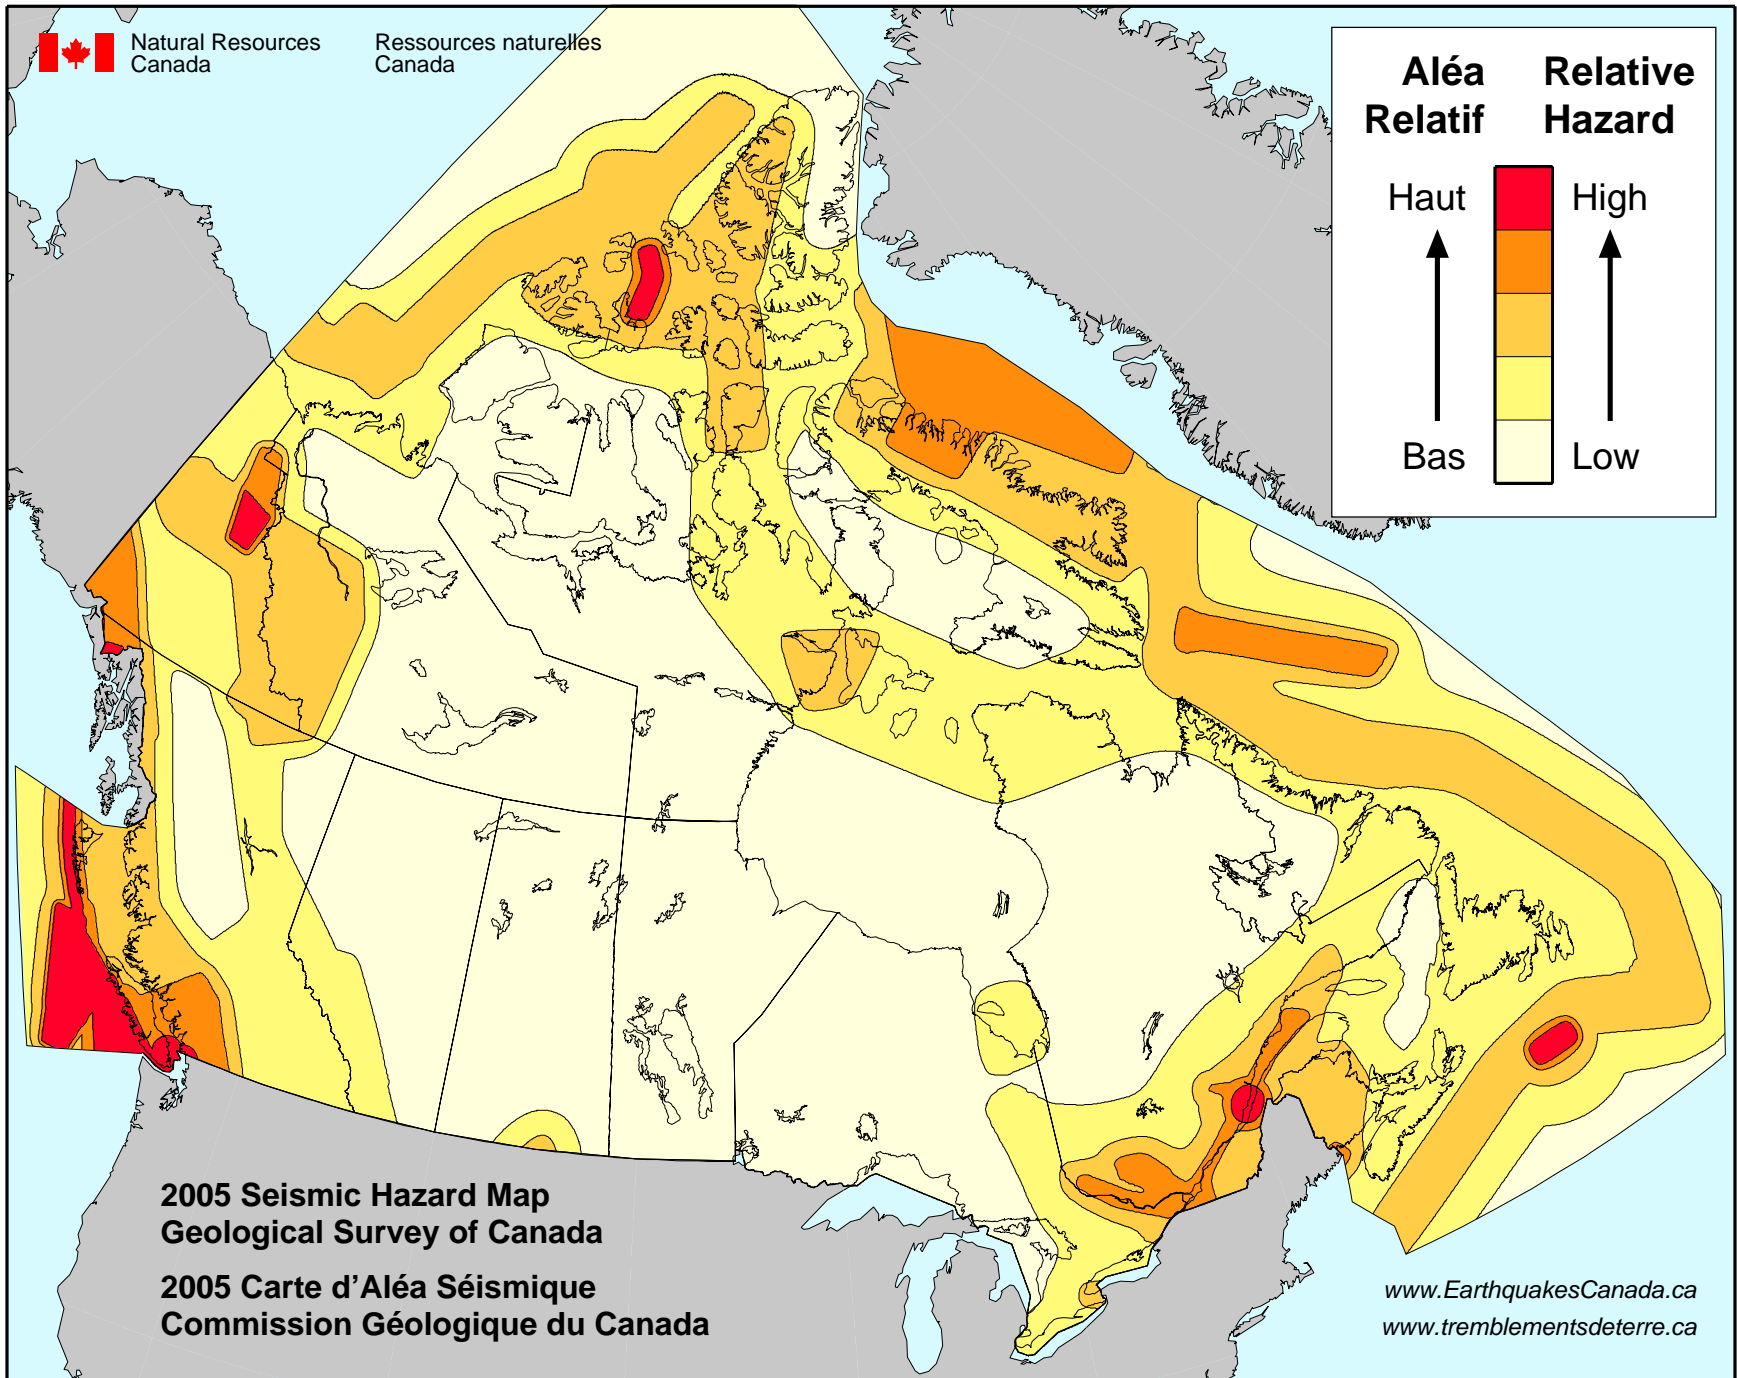 Natural Resources
Canada
Ressources naturelles
Canada
Aléa
Relatif
Relative
Hazard
Haut
High
Bas
Low
2005 Seismic Hazard Map
Geological Survey of Canada
2005 Carte d’Aléa Séismique
Commission Géologique du Canada
www.EarthquakesCanada.ca
www.tremblementsdeterre.ca